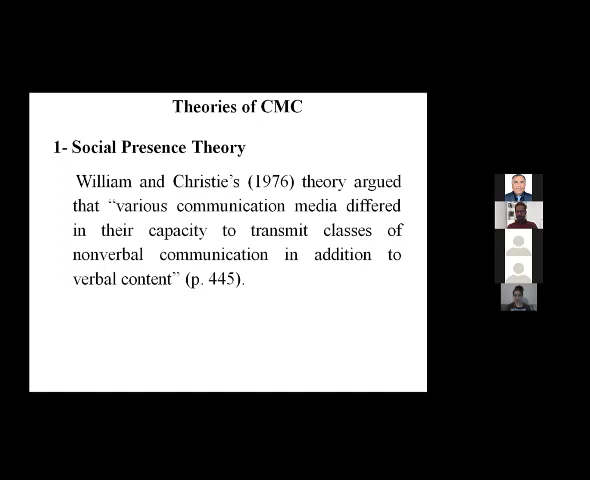 Theories of CMC
1- Social Presence Theory
William and Christie's (1976) theory argued
that “various communication media differed
in their capacity to transmit classes of
nonverbal communication in addition to
verbal content” (p. 445).